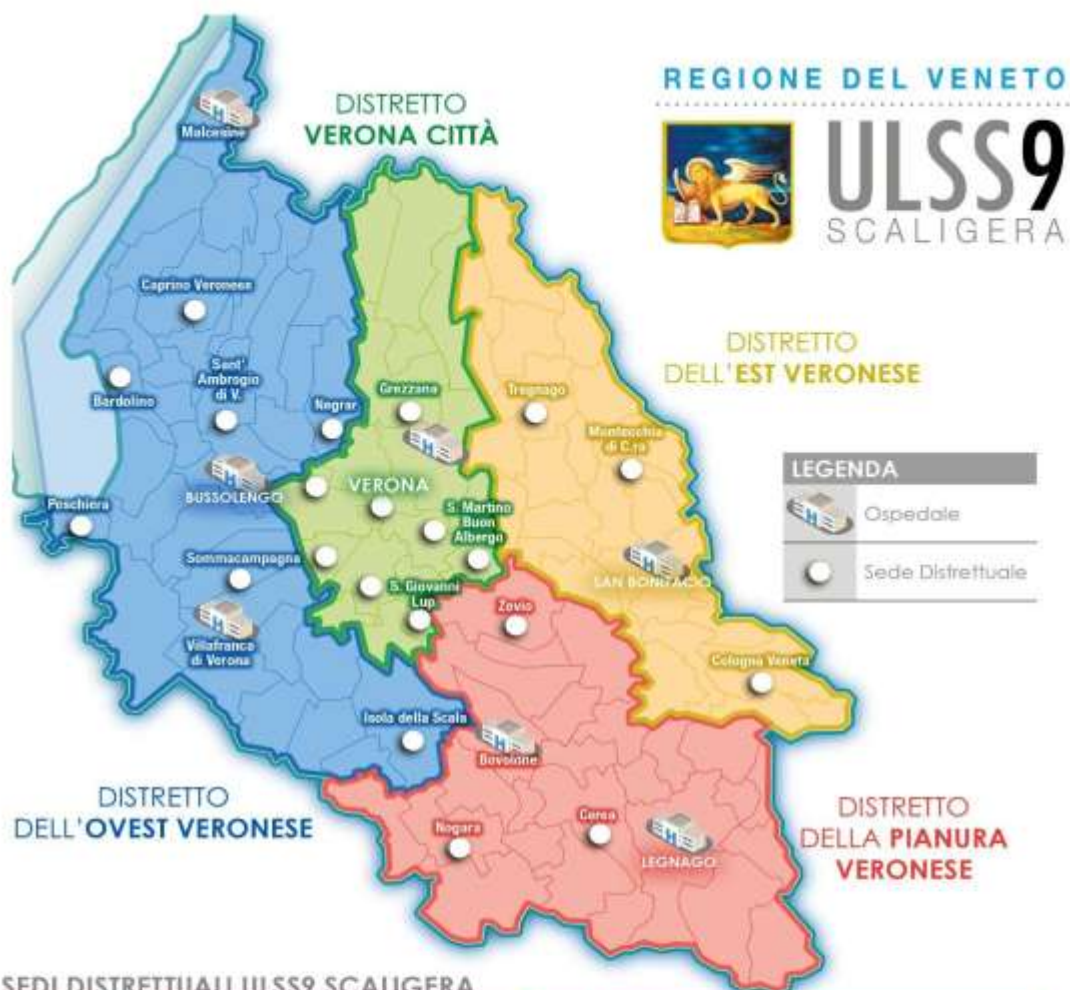 REGIONE DEL VENETO
ULSS9
SCALIGERA
DISTRETTO
VERONA CITTÀ
Malcesine
Caprino Veronese
Bardolino
Sant'
Ambrogio
di V.
Negrar
Grezzana
DISTRETTO
DELL'EST VERONESE
Tregnago
Montecchia
di C.ra
LEGENDA
Ospedale
Sede Distrettuale
BUSSOLENGO
VERONA
Peschiera
S. Martino
Buon
Albergo
Sommacampagna
SAN BONIFACIO
S. Giovanni
Lup.
Zevio
Villafranca
di Verona
Cologna Veneta
Isola della Scala
Bovolone
DISTRETTO
DELL'OVEST VERONESE
Nogara
Cerea
LEGNAGO
DISTRETTO
DELLA PIANURA
VERONESE
SEDI DISTRETTUALI ULSS9 SCALIGERA